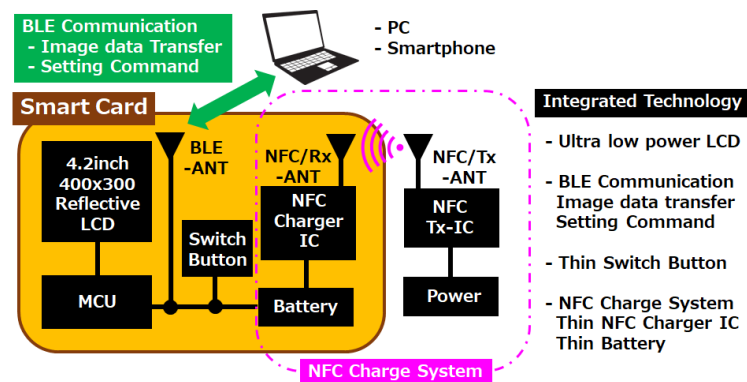 BLE Communication
- Image data Transfer
- Setting Command
- PC
- Smartphone
Smart Card
BLE
-ANT
4.2inch
400x300
Reflective
LCD
MCU
Switch
Button
NFC/Rx
-ANT
NFC
Charger
IC
Battery
NFC/Tx
-ANT
NFC
Tx-IC
Power
NFC Charge System
Integrated Technology
- Ultra low power LCD
- BLE Communication
Image data transfer
Setting Command
- Thin Switch Button
- NFC Charge System
Thin NFC Charger IC
Thin Battery